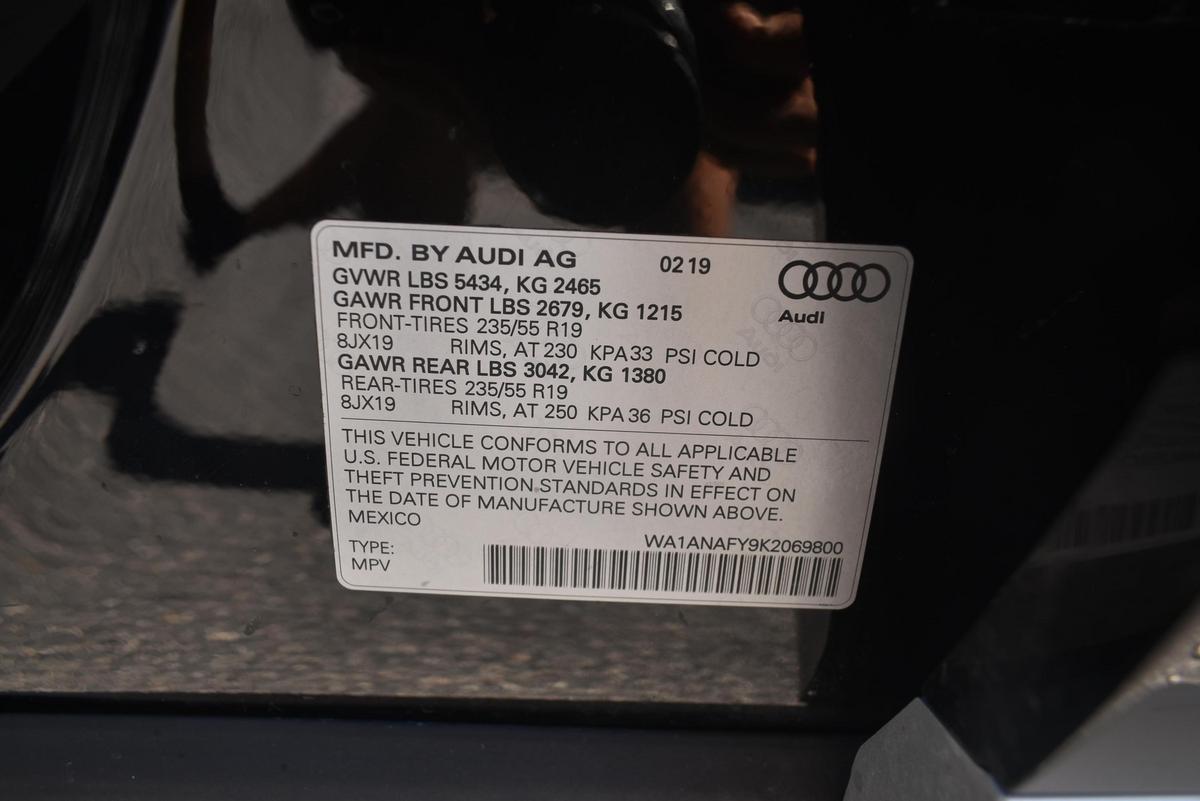 MFD. BY AUDI AG 02 19
GVWR LBS 5434, KG 2465
GAWR FRONT LBS 2679, KG 1215
Audi
FRONT-TIRES 235/55 R19
8JX19 RIMS, AT 230 KPA 33 PSI COLD
GAWR REAR LBS 3042, KG 1380
REAR-TIRES 235/55 R19
8JX19 RIMS, AT 250 KPA 36 PSI COLD
THIS VEHICLE CONFORMS TO ALL APPLICABLE
U.S. FEDERAL MOTOR VEHICLE SAFETY AND
THEFT PREVENTION STANDARDS IN EFFECT ON
THE DATE OF MANUFACTURE SHOWN ABOVE.
MEXICO
WA1ANAFY9K2069800
TYPE:
MPV